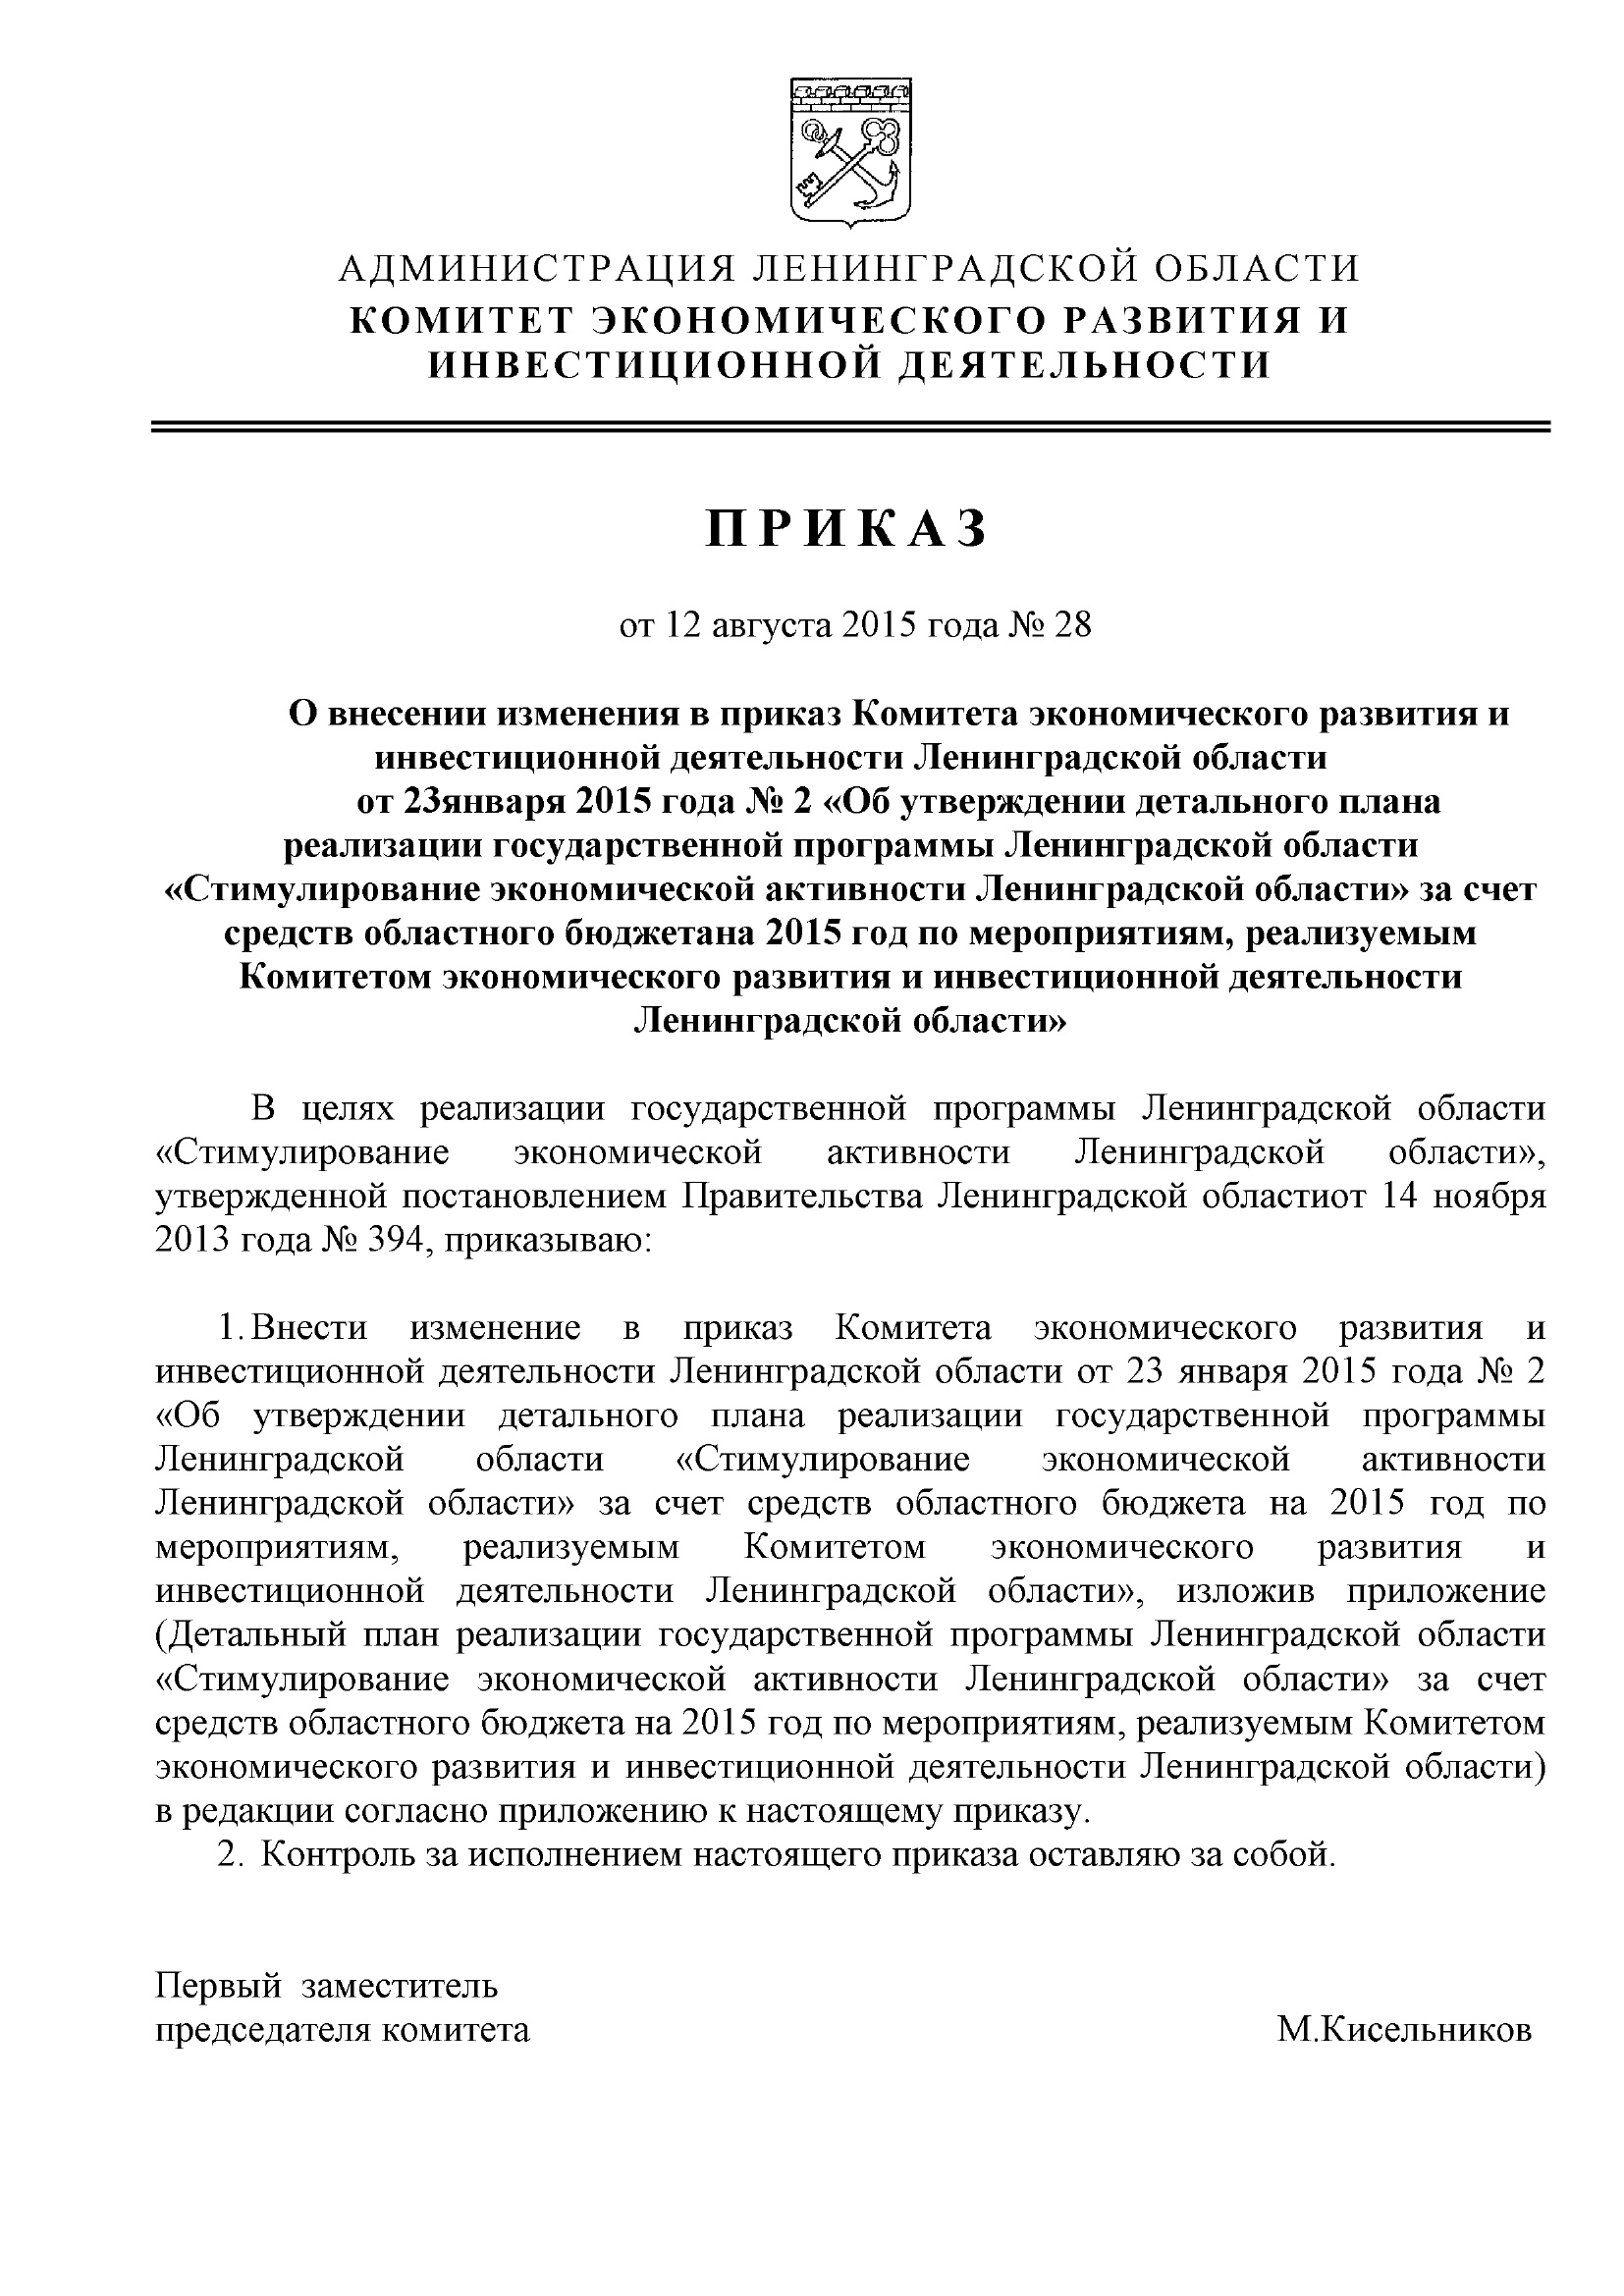 АДМИНИСТРАЦИЯ ЛЕНИНГРАДСКОЙ ОБЛАСТИ
КОМИТЕТ ЭКОНОМИЧЕСКОГО РАЗВИТИЯ И
ИНВЕСТИЦИОННОЙ ДЕЯТЕЛЬНОСТИ
ПРИКАЗ
от 12 августа 2015 года № 28
О внесении изменения в приказ Комитета экономического развития и
инвестиционной деятельности Ленинградской области
от 23января 2015 года № 2 «Об утверждении детального плана
реализации государственной программы Ленинградской области
«Стимулирование экономической активности Ленинградской области» за счет
средств областного бюджетана 2015 год по мероприятиям, реализуемым
Комитетом экономического развития и инвестиционной деятельности
Ленинградской области»
В целях реализации государственной программы Ленинградской области
«Стимулирование экономической активности Ленинградской области»,
утвержденной постановлением Правительства Ленинградской областиот 14 ноября
2013 года № 394, приказываю:
1. Внести изменение в приказ Комитета экономического развития и
инвестиционной деятельности Ленинградской области от 23 января 2015 года № 2
«Об утверждении детального плана реализации государственной программы
Ленинградской области «Стимулирование экономической активности
Ленинградской области» за счет средств областного бюджета на 2015 год по
мероприятиям, реализуемым Комитетом экономического развития и
инвестиционной деятельности Ленинградской области», изложив приложение
(Детальный план реализации государственной программы Ленинградской области
«Стимулирование экономической активности Ленинградской области» за счет
средств областного бюджета на 2015 год по мероприятиям, реализуемым Комитетом
экономического развития и инвестиционной деятельности Ленинградской области)
в редакции согласно приложению к настоящему приказу.
2. Контроль за исполнением настоящего приказа оставляю за собой.
Первый заместитель
председателя комитета М.Кисельников